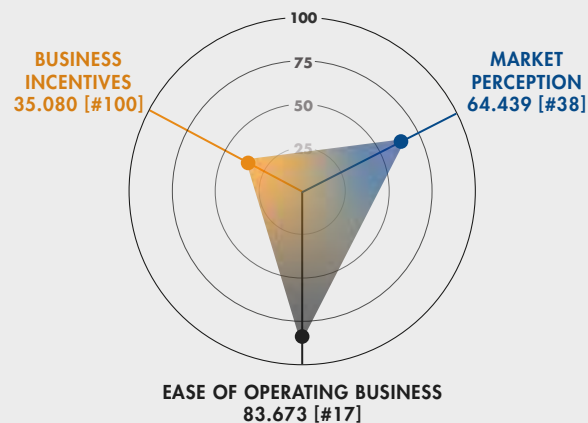 100
BUSINESS
INCENTIVES
35.080 [#100]
75
MARKET
PERCEPTION
64.439 [#38]
50
25
EASE OF OPERATING BUSINESS
83.673 [#17]